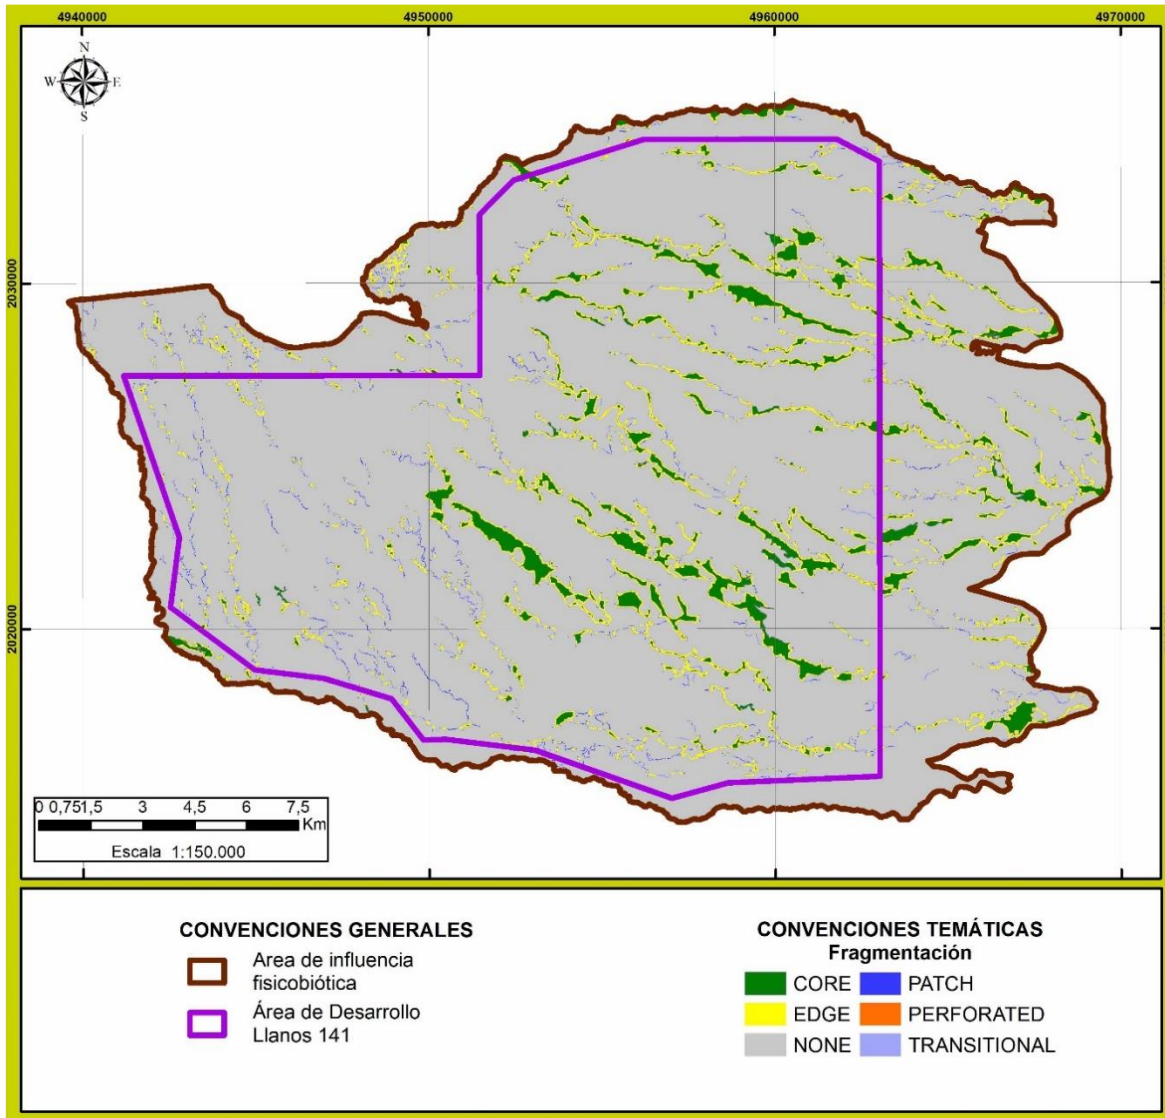 4940000 4950000 4960000 4970000
N
W E
S
2030000
2020000
0 0,751,5 3 4,5 6 7,5
Km
Escala 1:150.000
CONVENCIONES GENERALES
Area de influencia
fisicobiótica
Área de Desarrollo
Llanos 141
CONVENCIONES TEMÁTICAS
Fragmentación
CORE PATCH
EDGE PERFORATED
NONE TRANSITIONAL